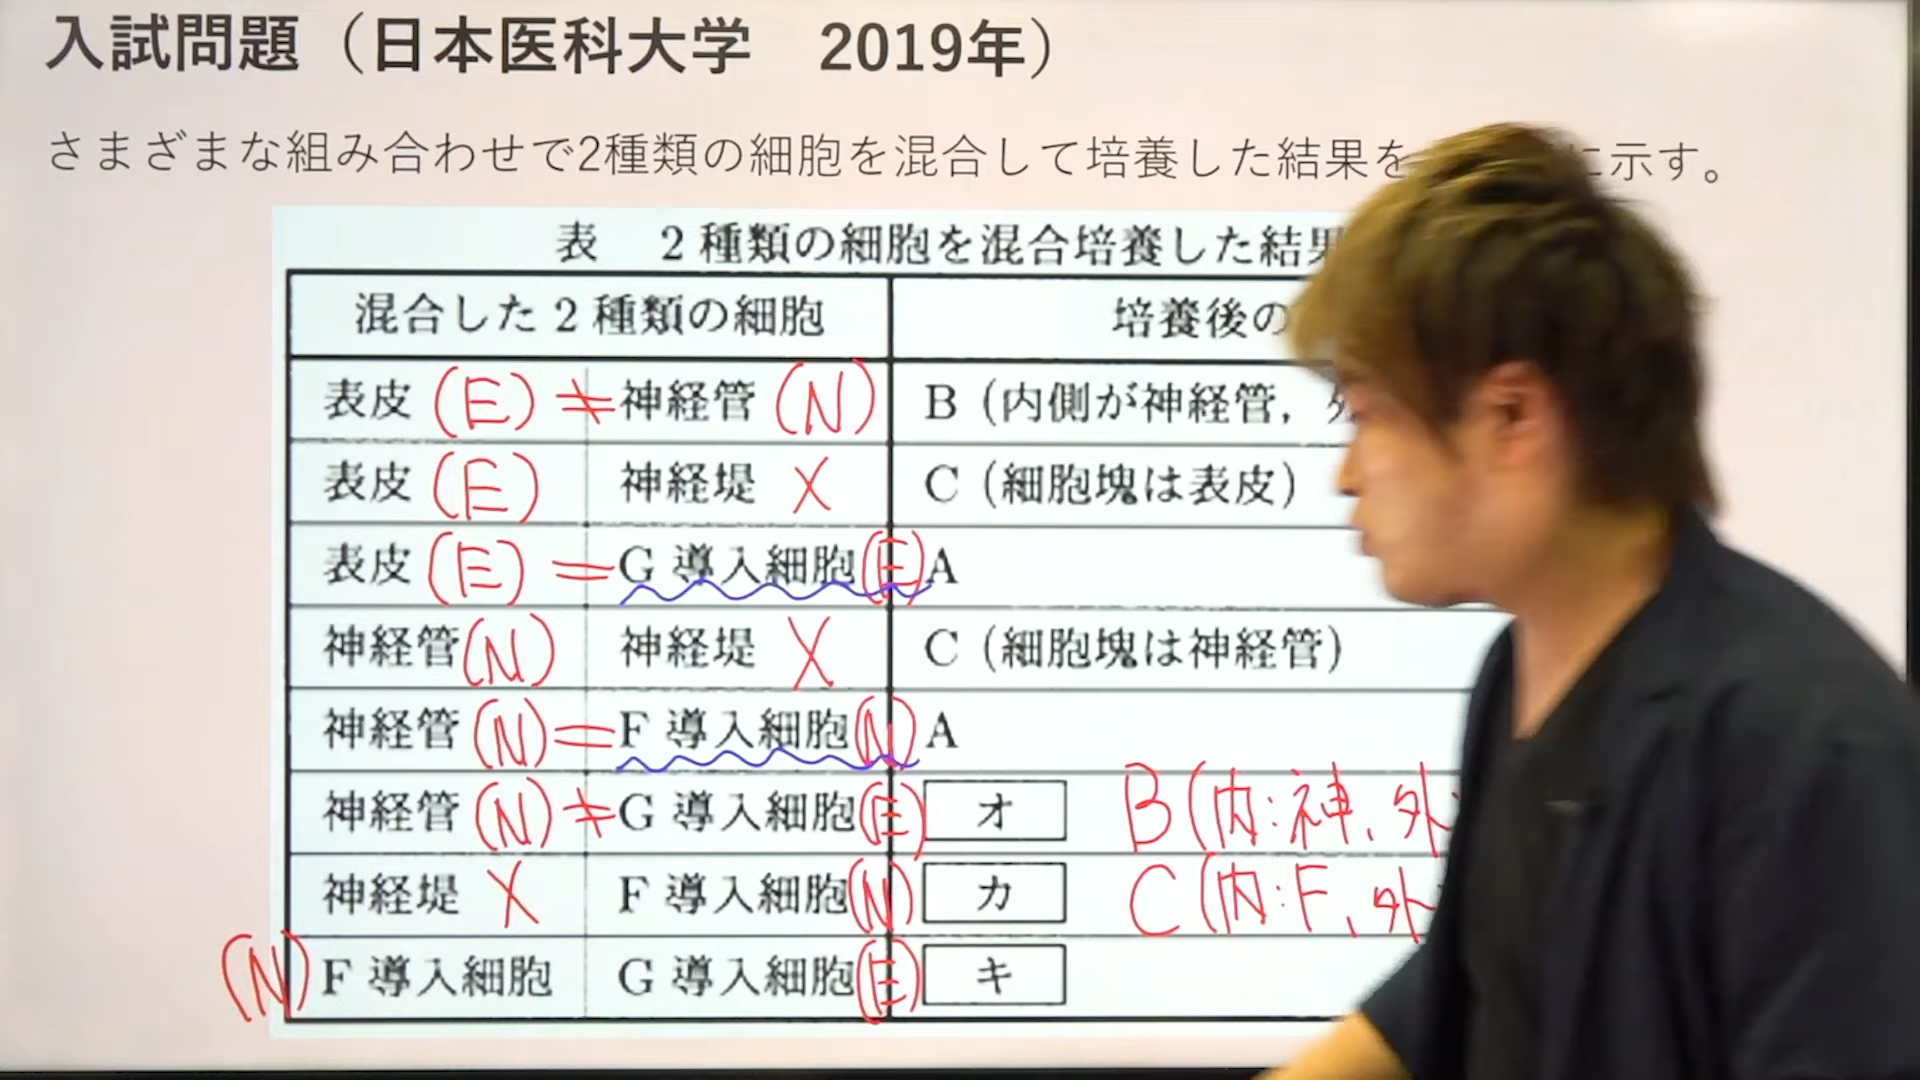 入試問題（日本医科大学　2019年）
さまざまな組み合わせで2種類の細胞を混合して培養した結果を に示す。
表　2種類の細胞を混合培養した結果
混合した2種類の細胞 培養後の
表皮 (E) ≠ 神経管 (N) B (内側が神経管，外
表皮 (E) 神経堤 X C (細胞塊は表皮)
表皮 (E) = G 導入細胞 (E) A
神経管 (N) 神経堤 X C (細胞塊は神経管)
神経管 (N) = F 導入細胞 (N) A
神経管 (N) ≠ G 導入細胞 (E) オ B (内:神、外:
神経堤 X F 導入細胞 (N) カ C (内:F、外
(N) F 導入細胞 G 導入細胞 (E) キ